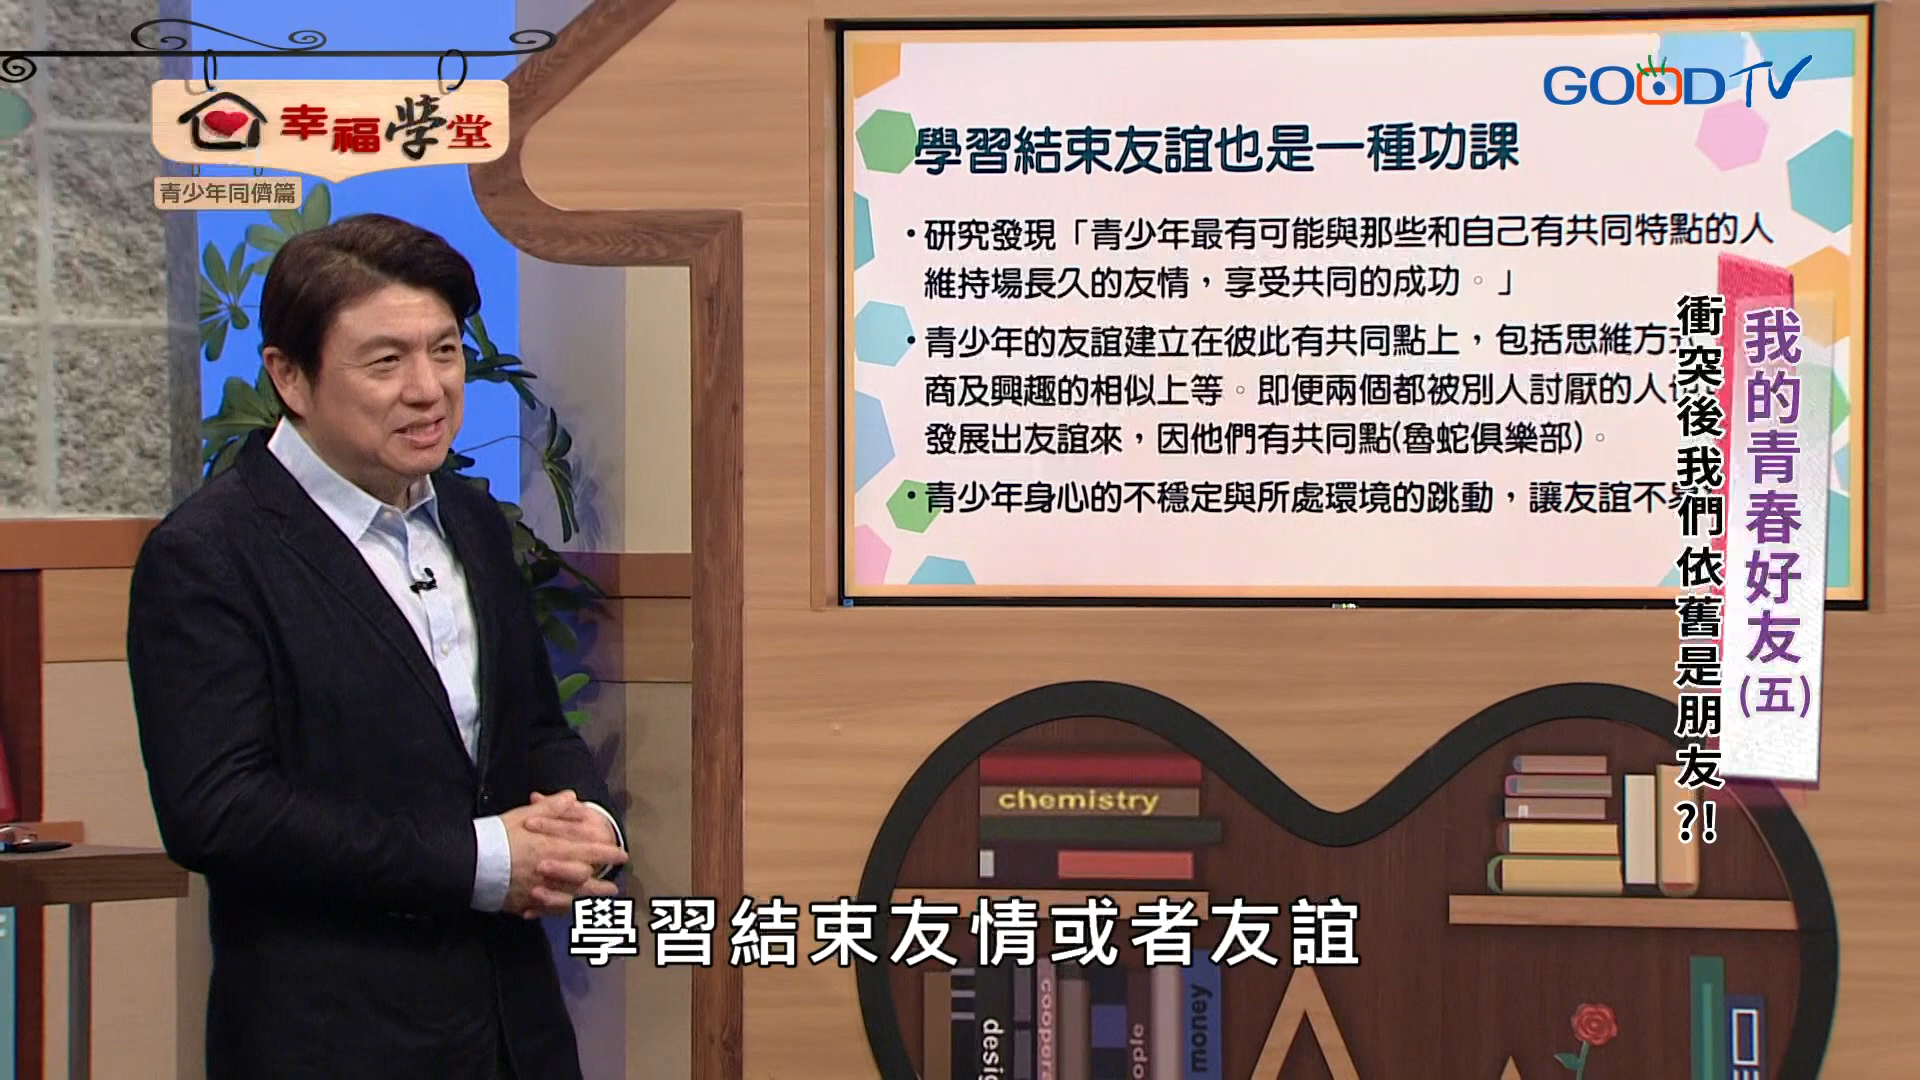 幸福學堂
青少年同儕篇
GOODTV
學習結束友誼也是一種功課
•研究發現「青少年最有可能與那些和自己有共同特點的人
維持場長久的友情，享受共同的成功。」
•青少年的友誼建立在彼此有共同點上，包括思維方
商及興趣的相似上等。即便兩個都被別人討厭的人
發展出友誼來，因他們有共同點(魯蛇俱樂部)。
•青少年身心的不穩定與所處環境的跳動，讓友誼不
我的青春好友(五)
衝突後我們依舊是朋友?!
chemistry
學習結束友情或者友誼
desig
coopera
ople
money